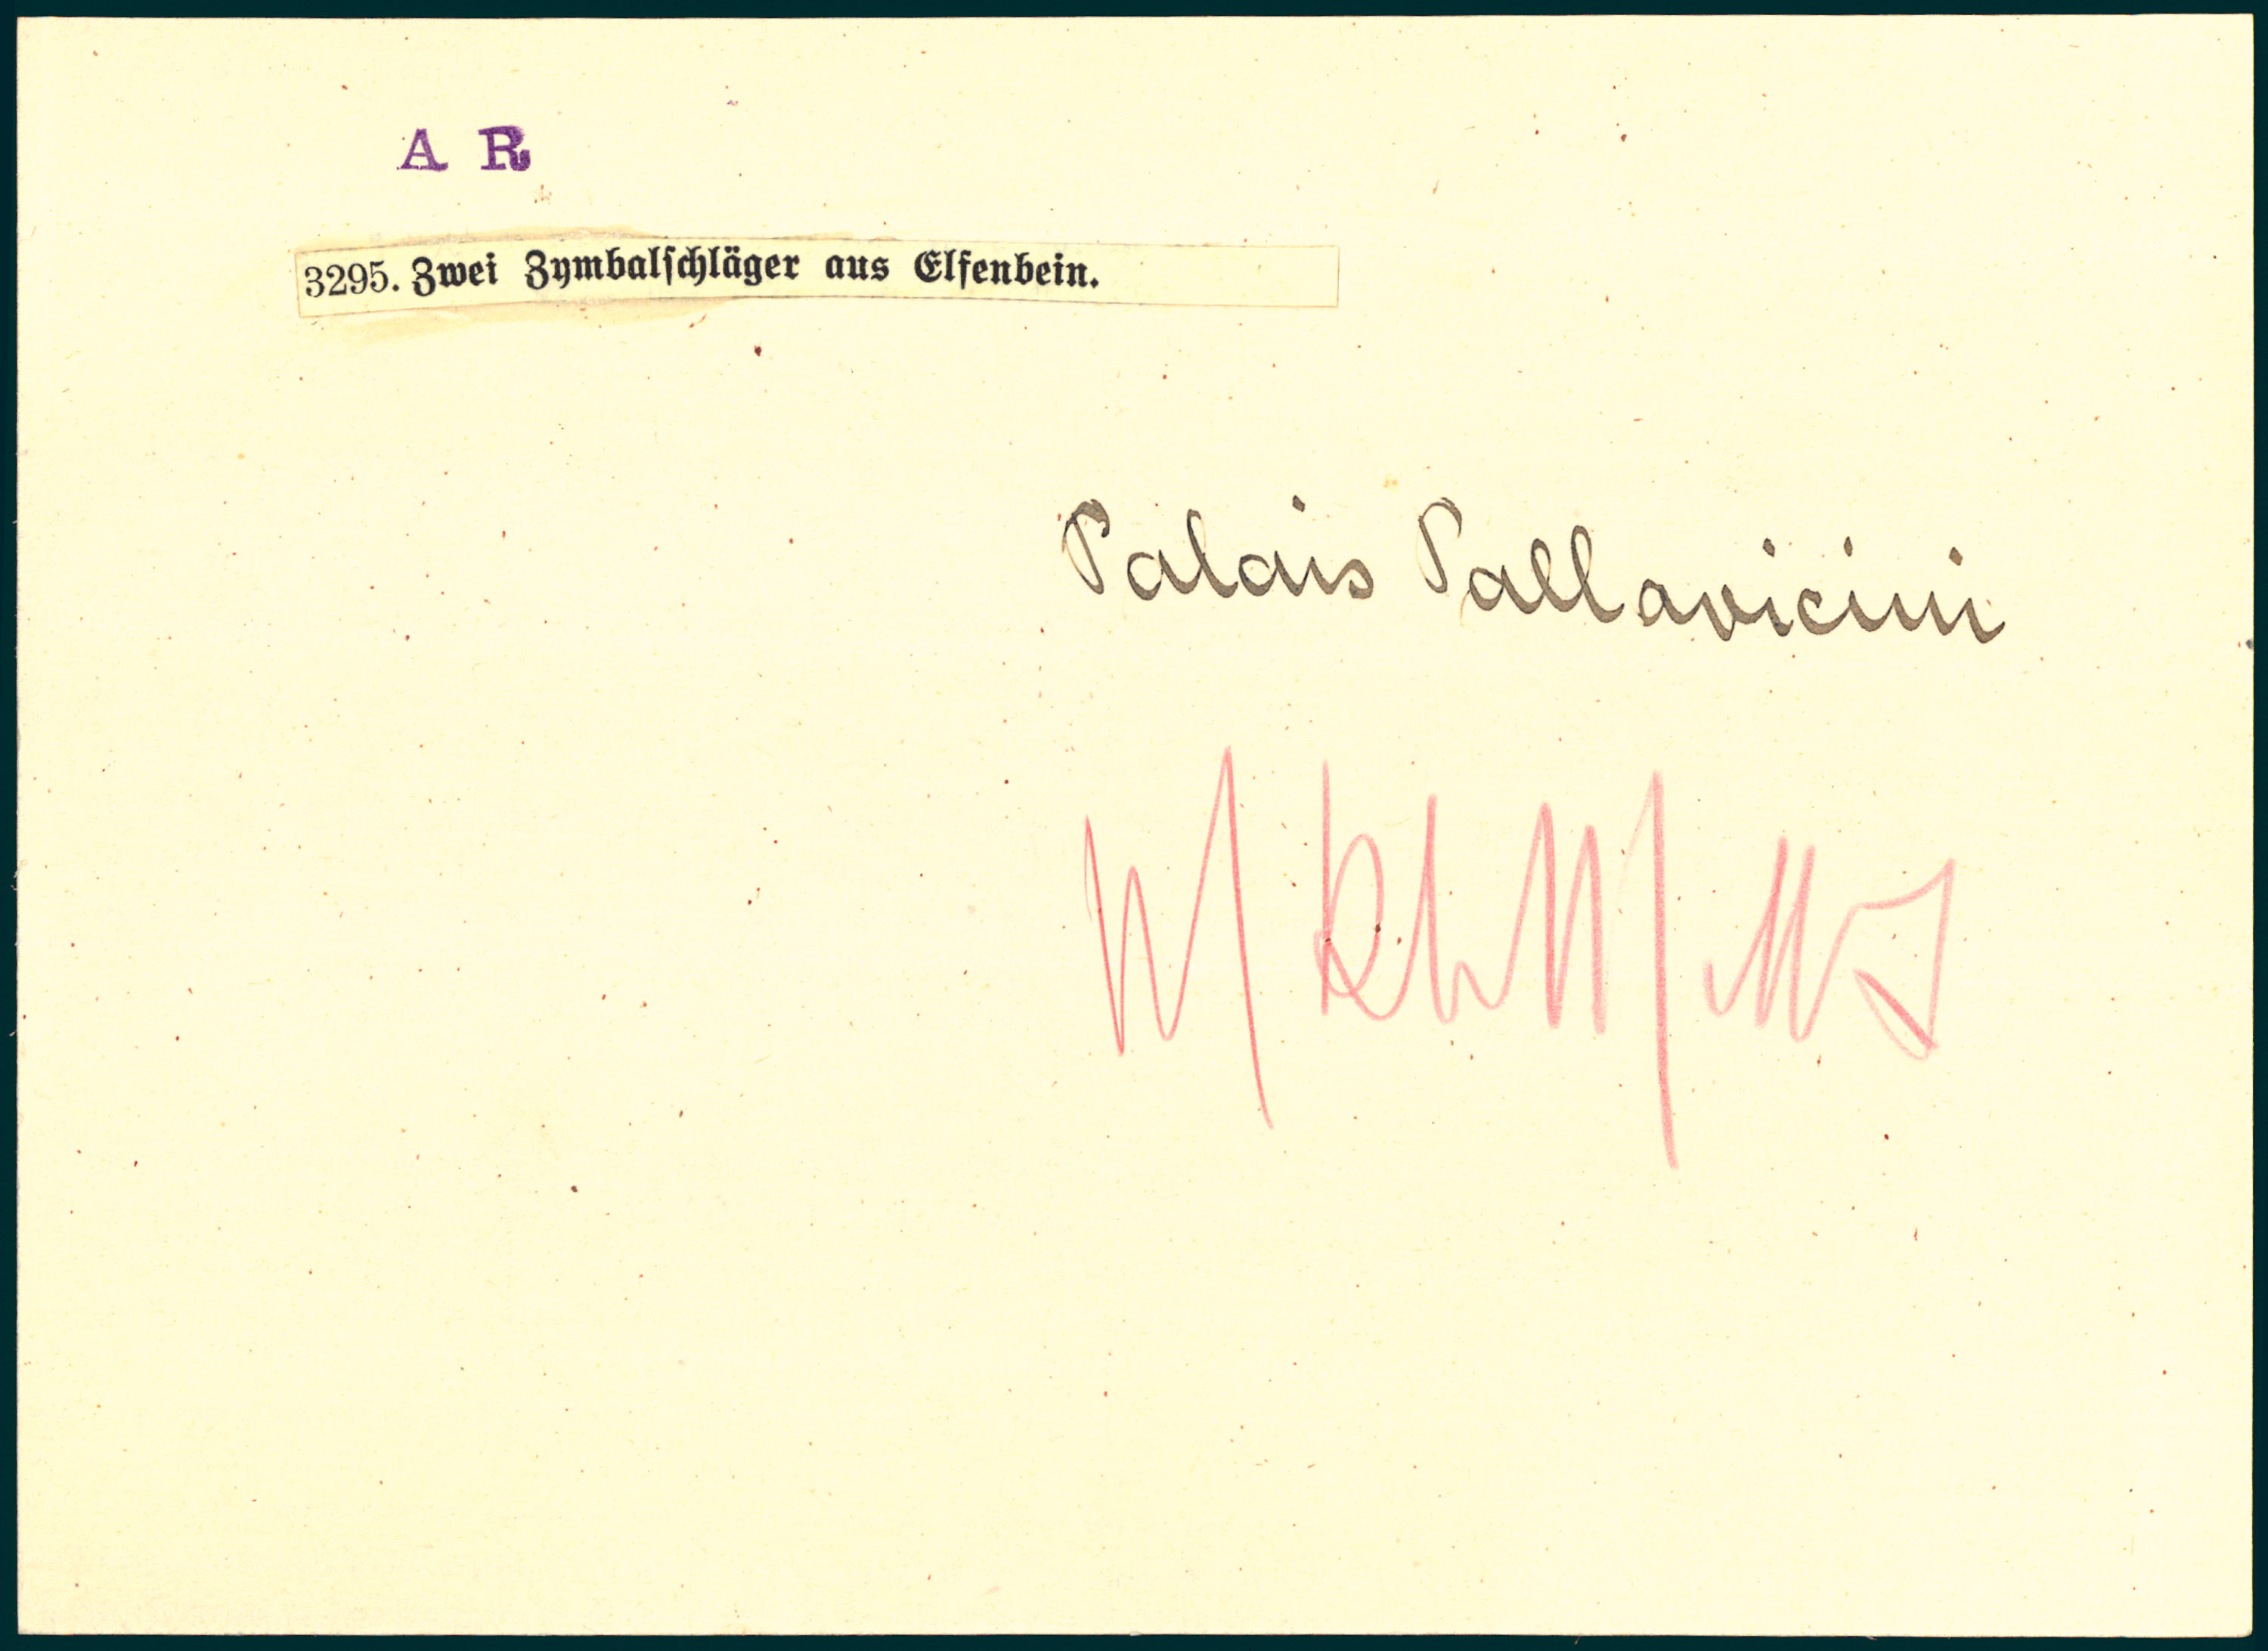 A R
3295. Zwei Zymbalſchläger aus Elfenbein.
Palais Pallavicini